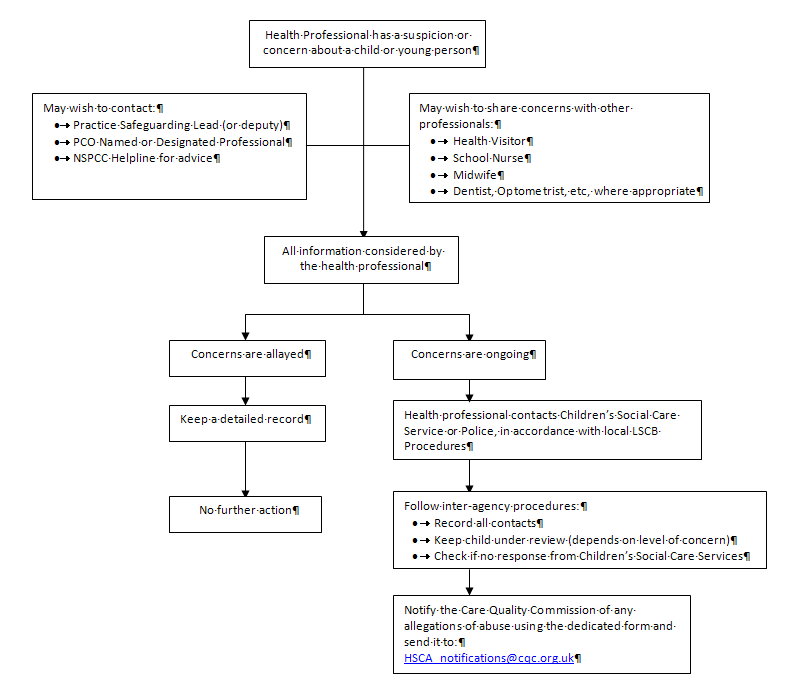 Health Professional has a suspicion or
concern about a child or young person¶
May wish to contact:¶
•→ Practice Safeguarding Lead (or deputy)¶
•→ PCO Named or Designated Professional¶
•→ NSPCC Helpline for advice¶
May wish to share concerns with other
professionals:¶
•→ Health Visitor¶
•→ School Nurse¶
•→ Midwife¶
•→ Dentist, Optometrist, etc, where appropriate¶
All information considered by
the health professional¶
Concerns are allayed¶
Keep a detailed record¶
No further action¶
Concerns are ongoing¶
Health professional contacts Children’s Social Care
Service or Police, in accordance with local LSCB
Procedures¶
Follow inter-agency procedures:¶
•→ Record all contacts¶
•→ Keep child under review (depends on level of concern)¶
•→ Check if no response from Children’s Social Care Services¶
Notify the Care Quality Commission of any
allegations of abuse using the dedicated form and
send it to:¶
HSCA_notifications@cqc.org.uk¶